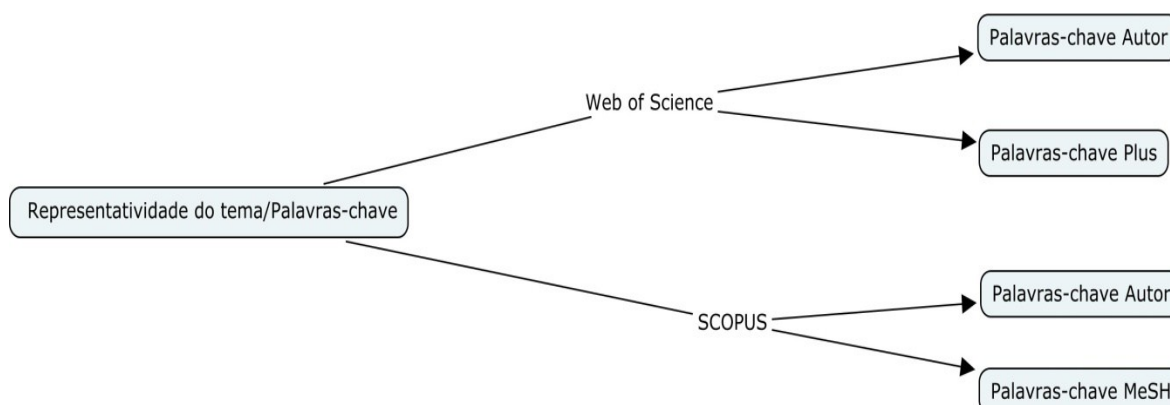 Palavras-chave Autor
Web of Science
Palavras-chave Plus
Representatividade do tema/Palavras-chave
Palavras-chave Autor
SCOPUS
Palavras-chave MeSH